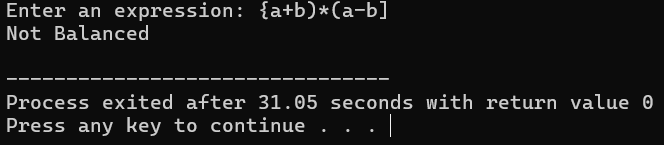 Enter an expression: {a+b)*(a-b]
Not Balanced
--------------------------------
Process exited after 31.05 seconds with return value 0
Press any key to continue . . .